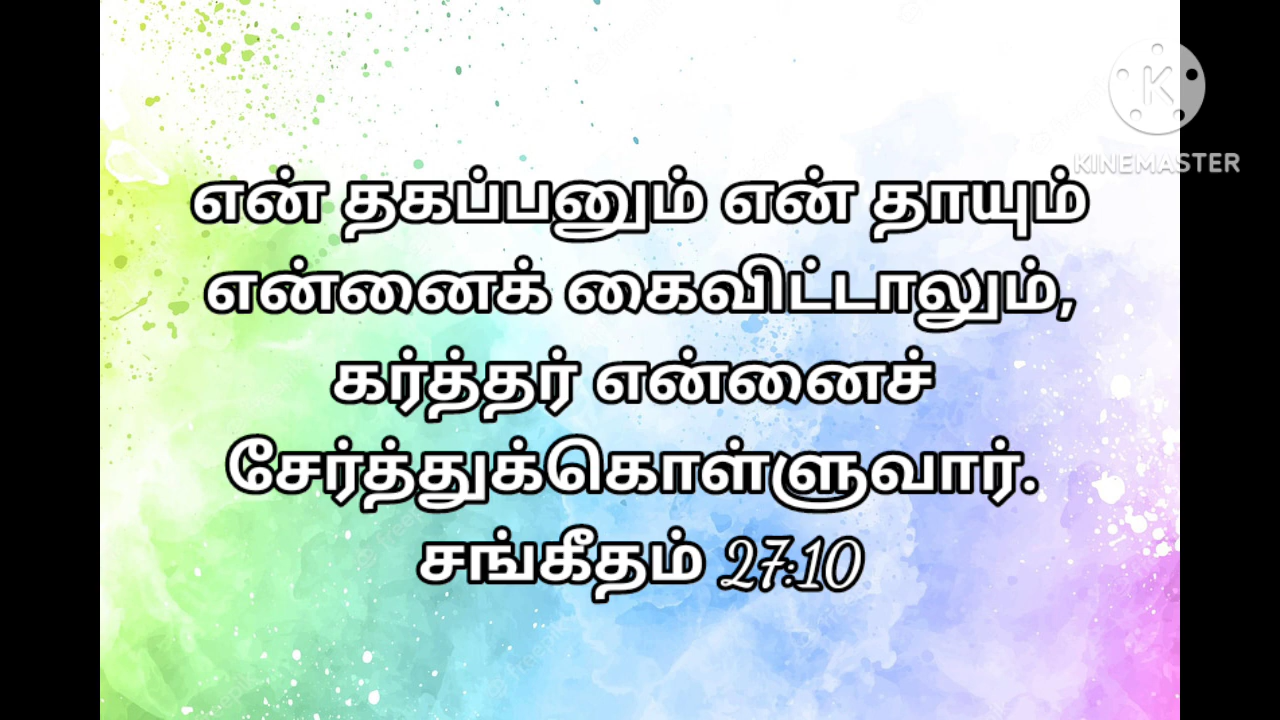 KINEMASTER
என் தகப்பனும் என் தாயும்
என்னைக் கைவிட்டாலும்,
கர்த்தர் என்னைச்
சேர்த்துக்கொள்ளுவார்.
சங்கீதம் 27:10